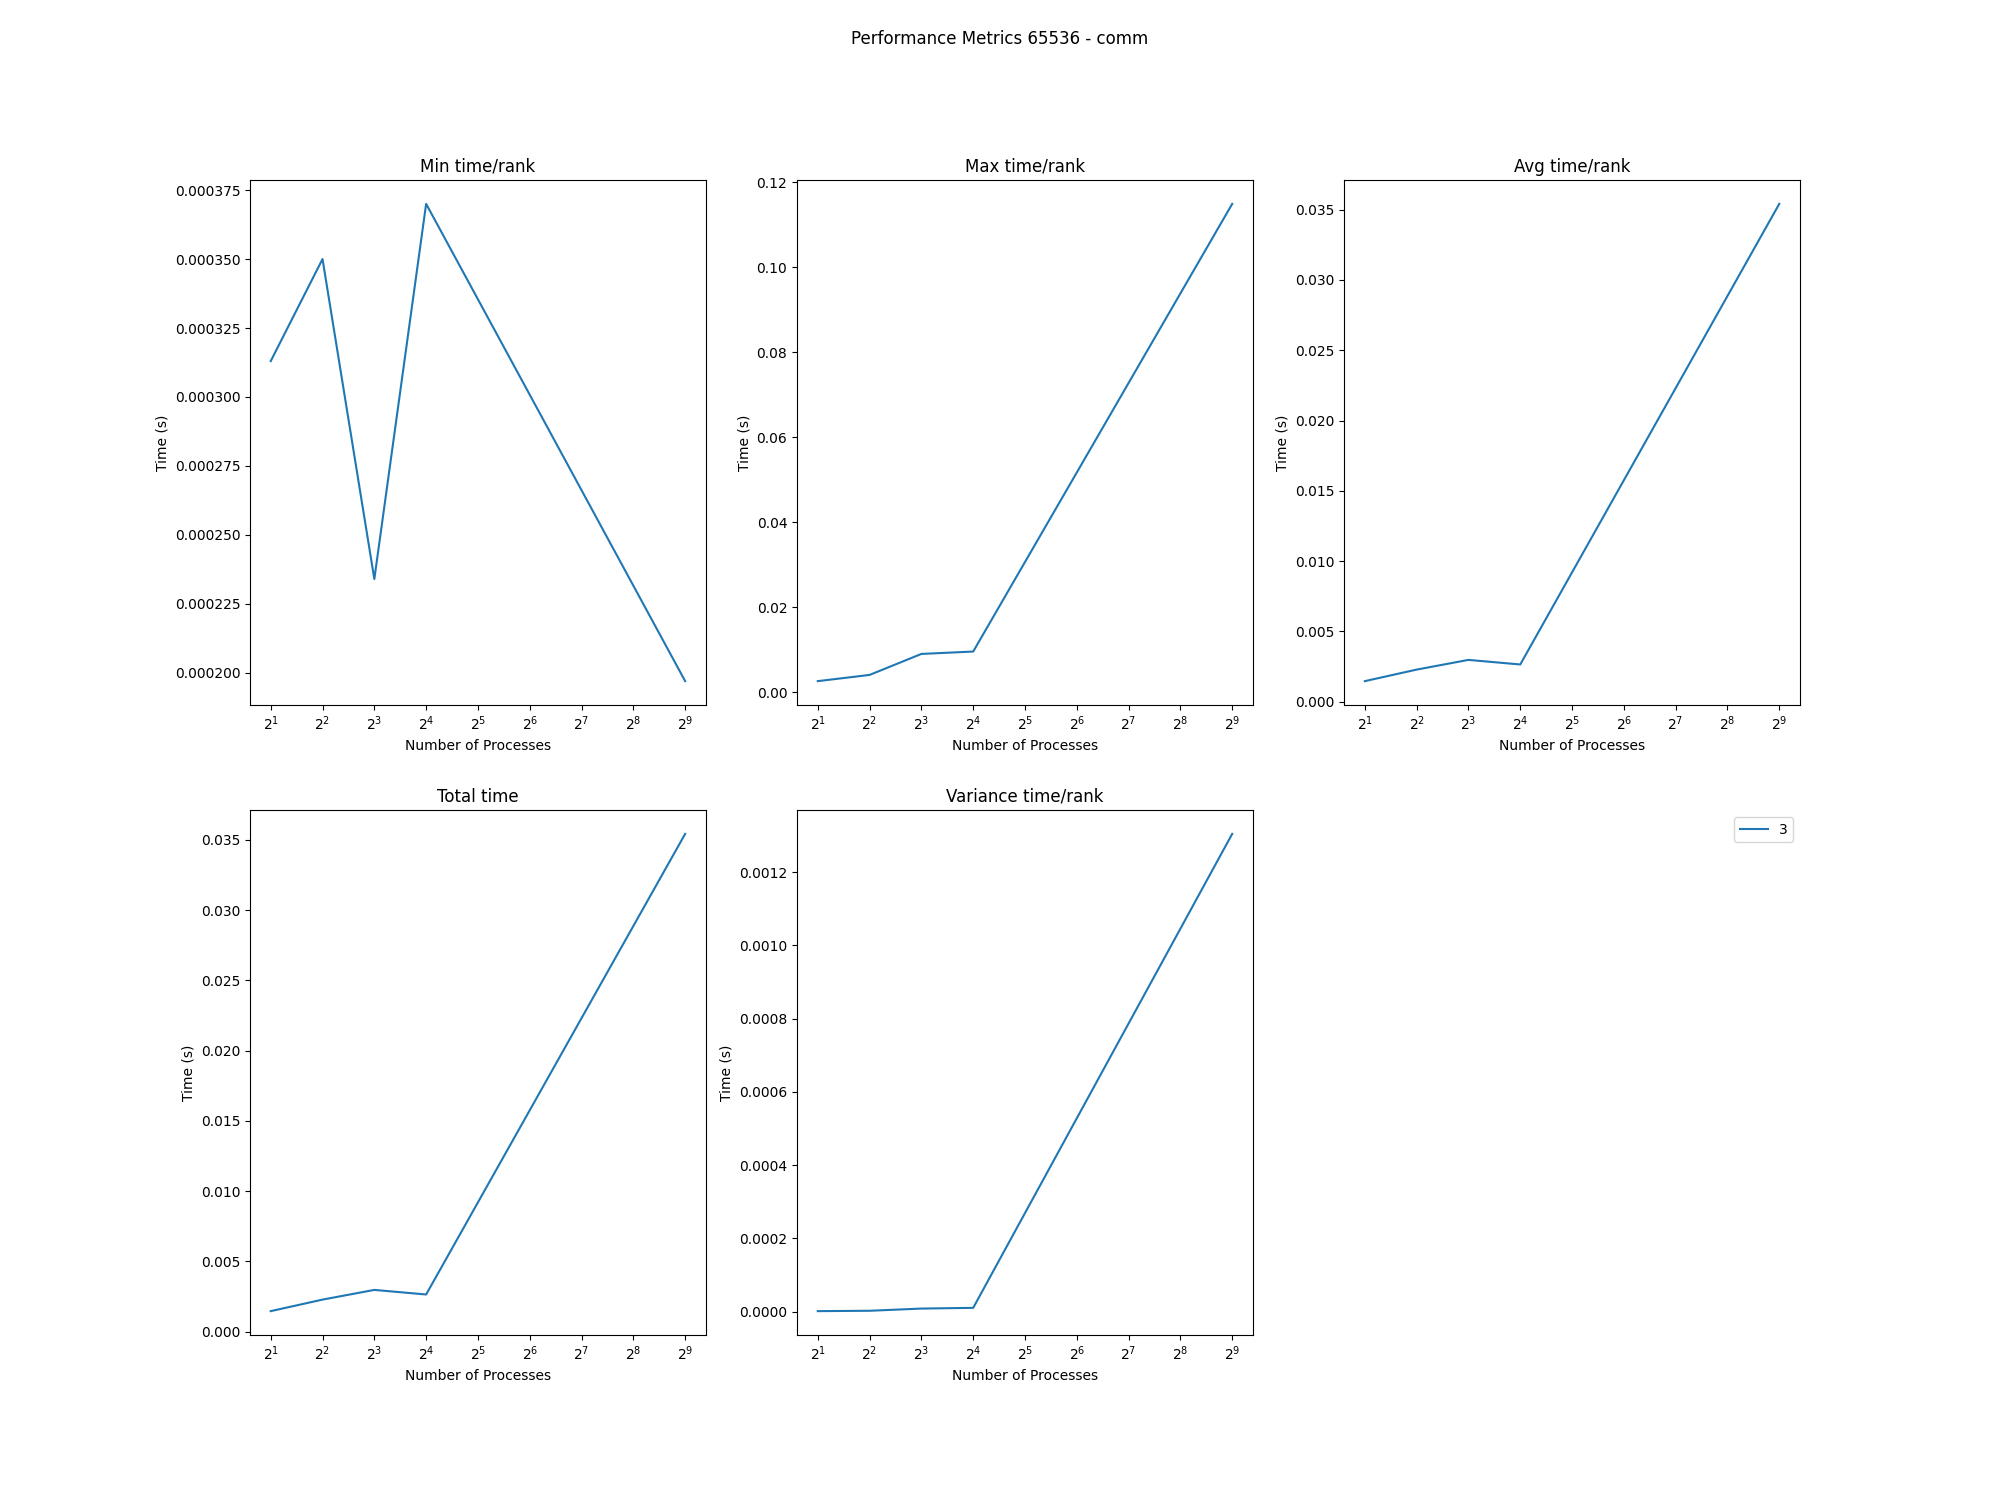 Performance Metrics 65536 - comm
Min time/rank
0.000375
0.000350
0.000325
0.000300
0.000275
0.000250
0.000225
0.000200
Time (s)
2^1 2^2 2^3 2^4 2^5 2^6 2^7 2^8 2^9
Number of Processes
Max time/rank
0.12
0.10
0.08
0.06
0.04
0.02
0.00
Time (s)
2^1 2^2 2^3 2^4 2^5 2^6 2^7 2^8 2^9
Number of Processes
Avg time/rank
0.035
0.030
0.025
0.020
0.015
0.010
0.005
0.000
Time (s)
2^1 2^2 2^3 2^4 2^5 2^6 2^7 2^8 2^9
Number of Processes
Total time
0.035
0.030
0.025
0.020
0.015
0.010
0.005
0.000
Time (s)
2^1 2^2 2^3 2^4 2^5 2^6 2^7 2^8 2^9
Number of Processes
Variance time/rank
0.0012
0.0010
0.0008
0.0006
0.0004
0.0002
0.0000
Time (s)
2^1 2^2 2^3 2^4 2^5 2^6 2^7 2^8 2^9
Number of Processes
3